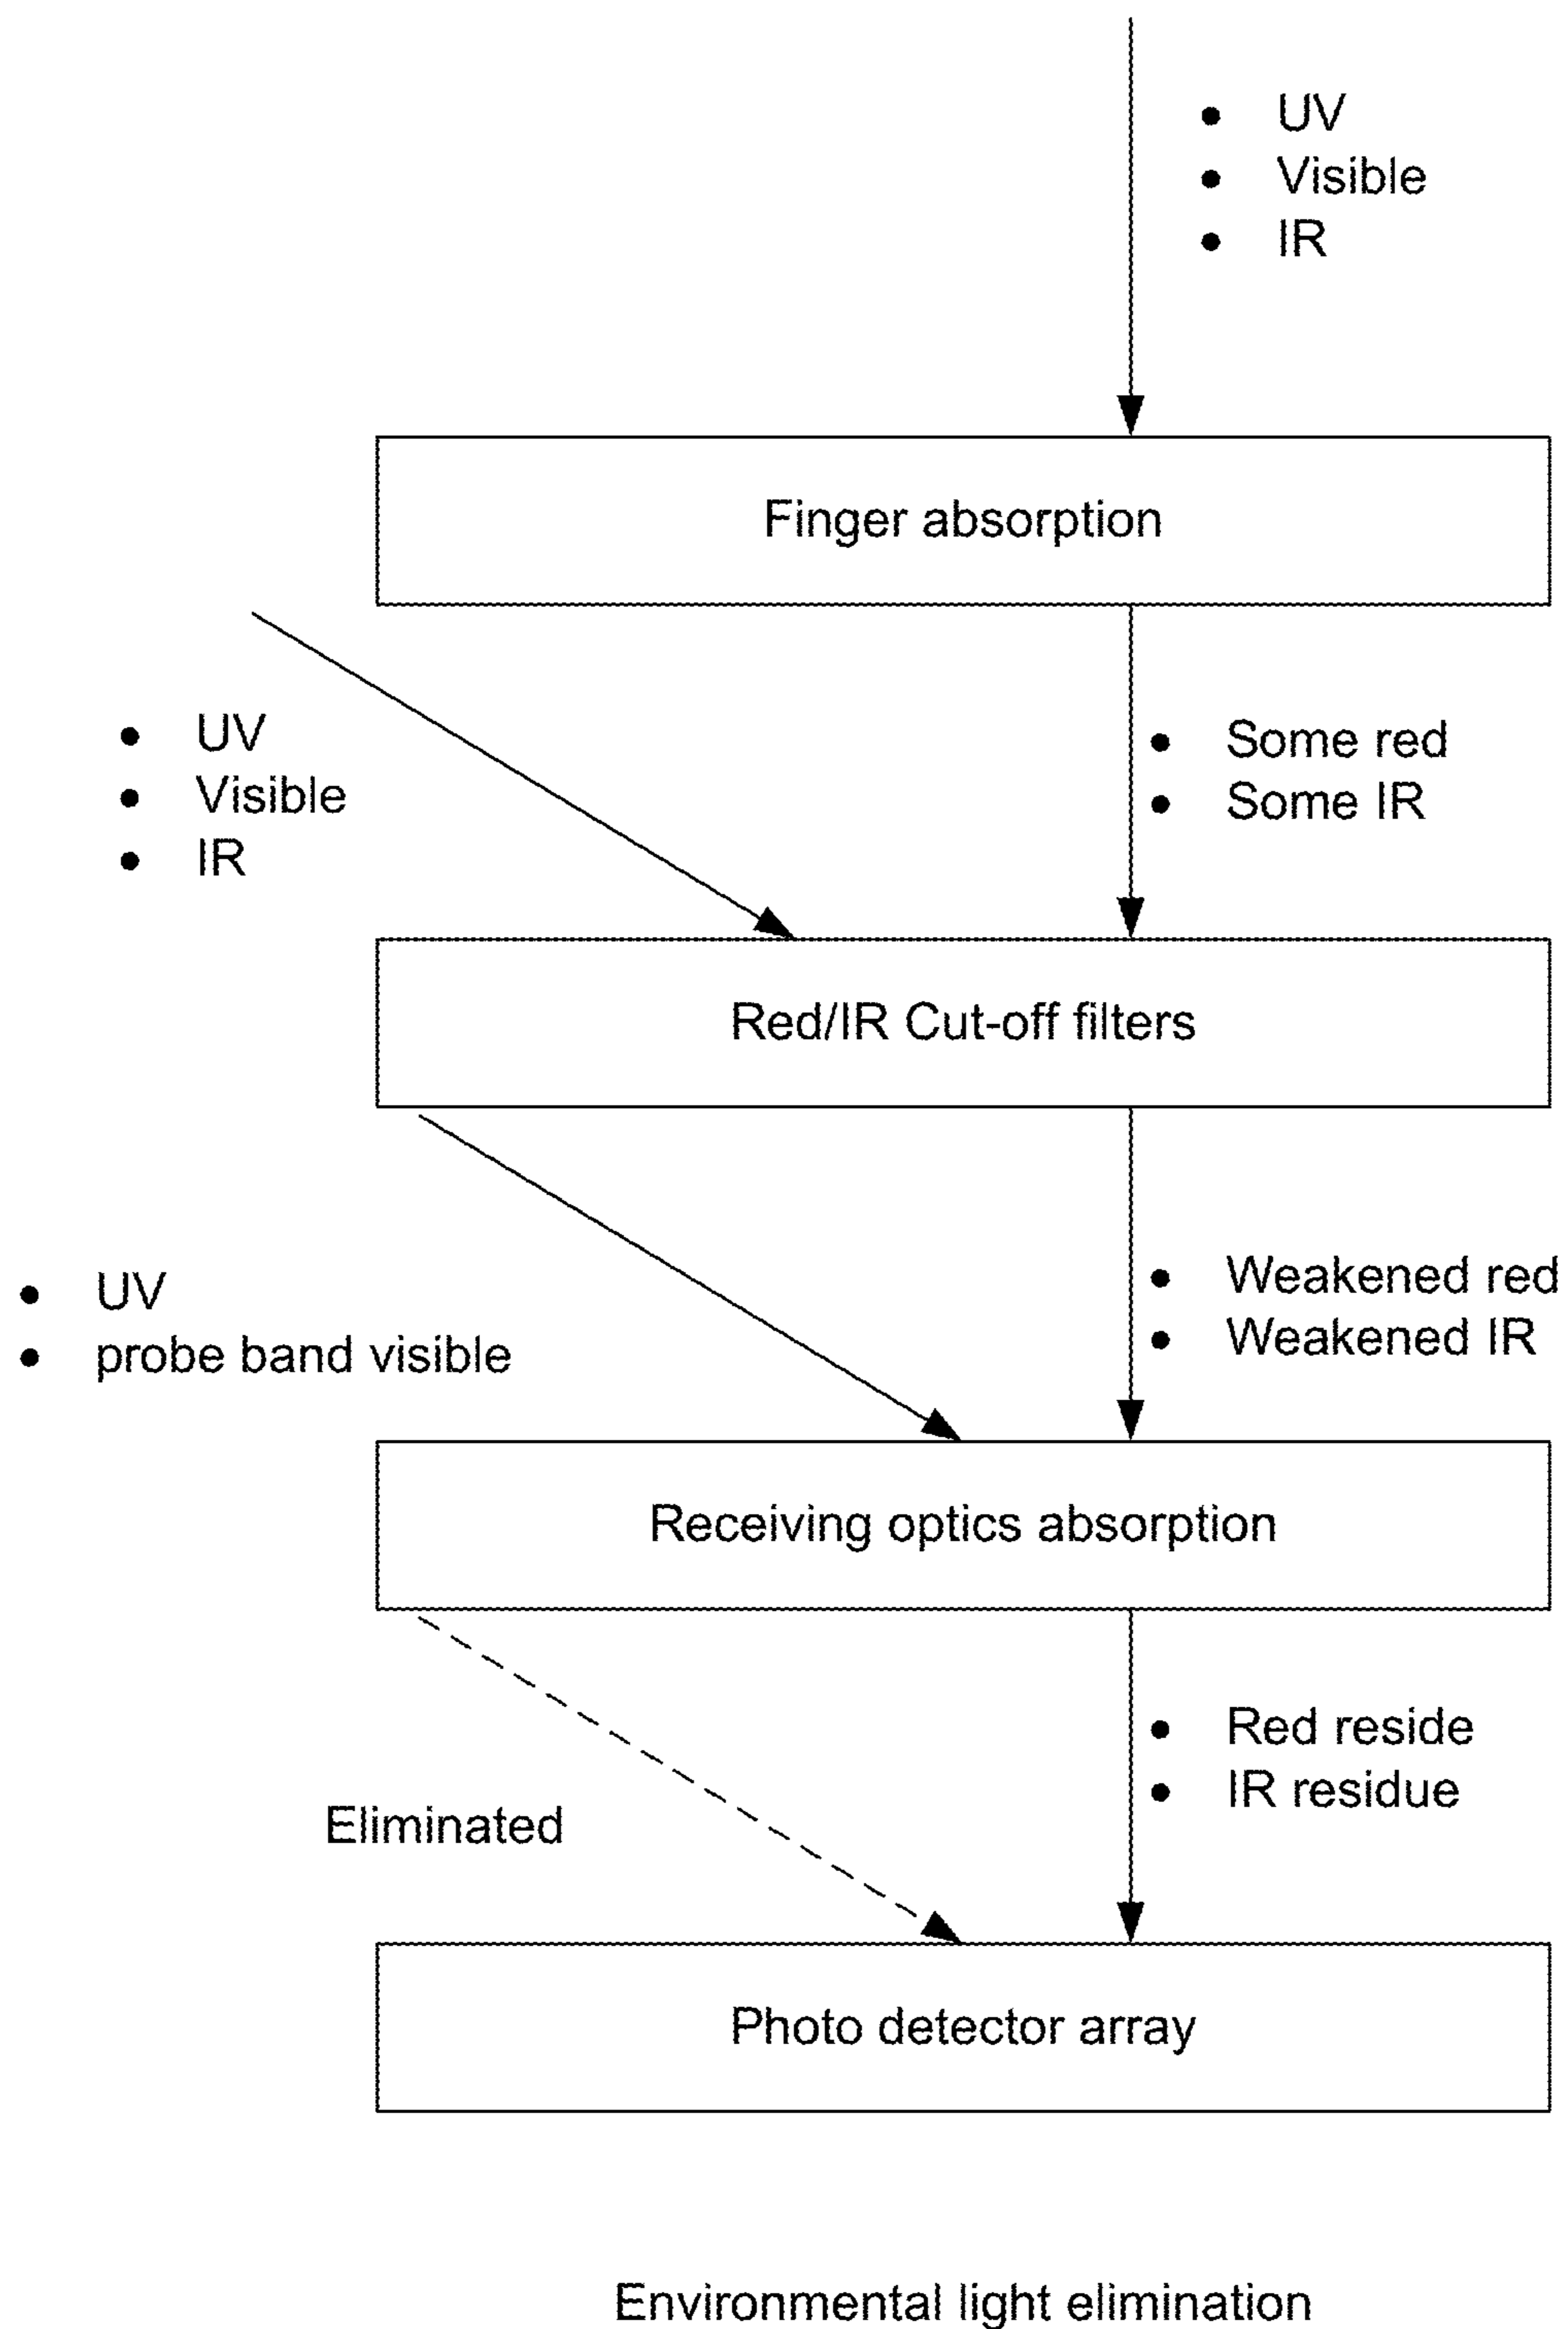 • UV
• Visible
• IR
Finger absorption
• UV
• Visible
• IR
• Some red
• Some IR
Red/IR Cut-off filters
• UV
• probe band visible
• Weakened red
• Weakened IR
Receiving optics absorption
Eliminated
• Red reside
• IR residue
Photo detector array
Environmental light elimination